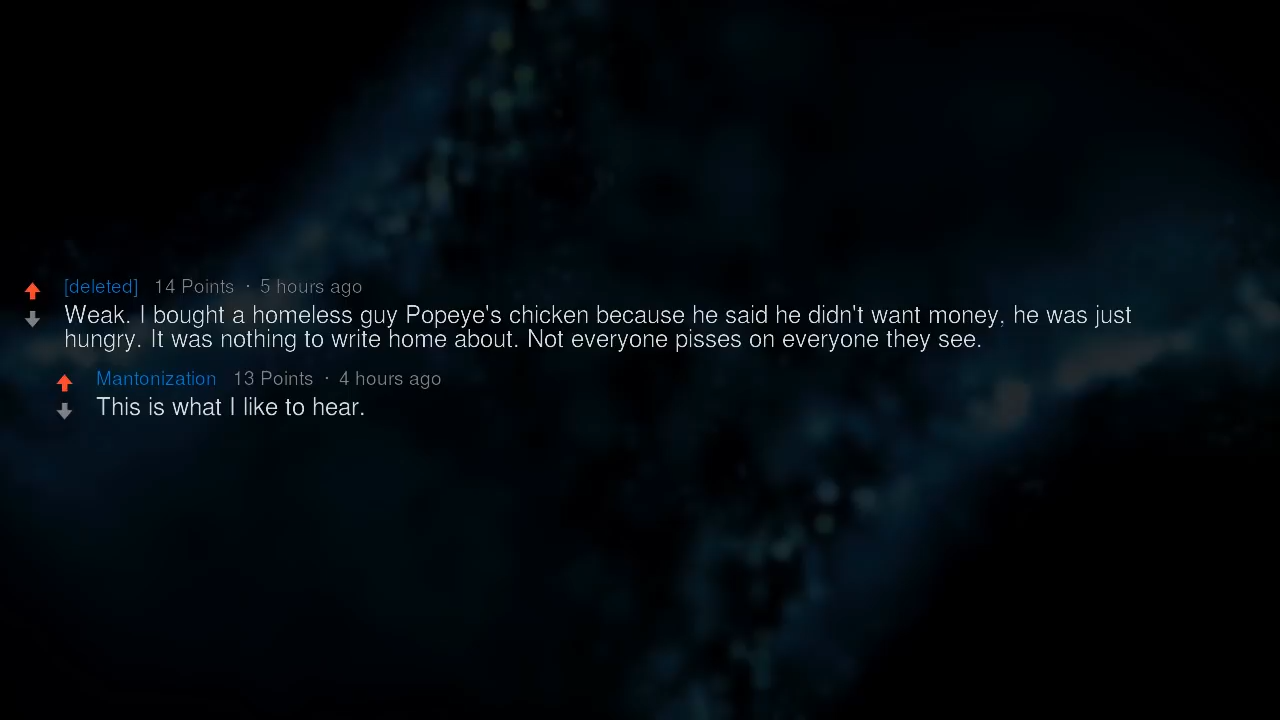 [deleted] 14 Points · 5 hours ago
Weak. I bought a homeless guy Popeye's chicken because he said he didn't want money, he was just
hungry. It was nothing to write home about. Not everyone pisses on everyone they see.
Mantonization 13 Points · 4 hours ago
This is what I like to hear.